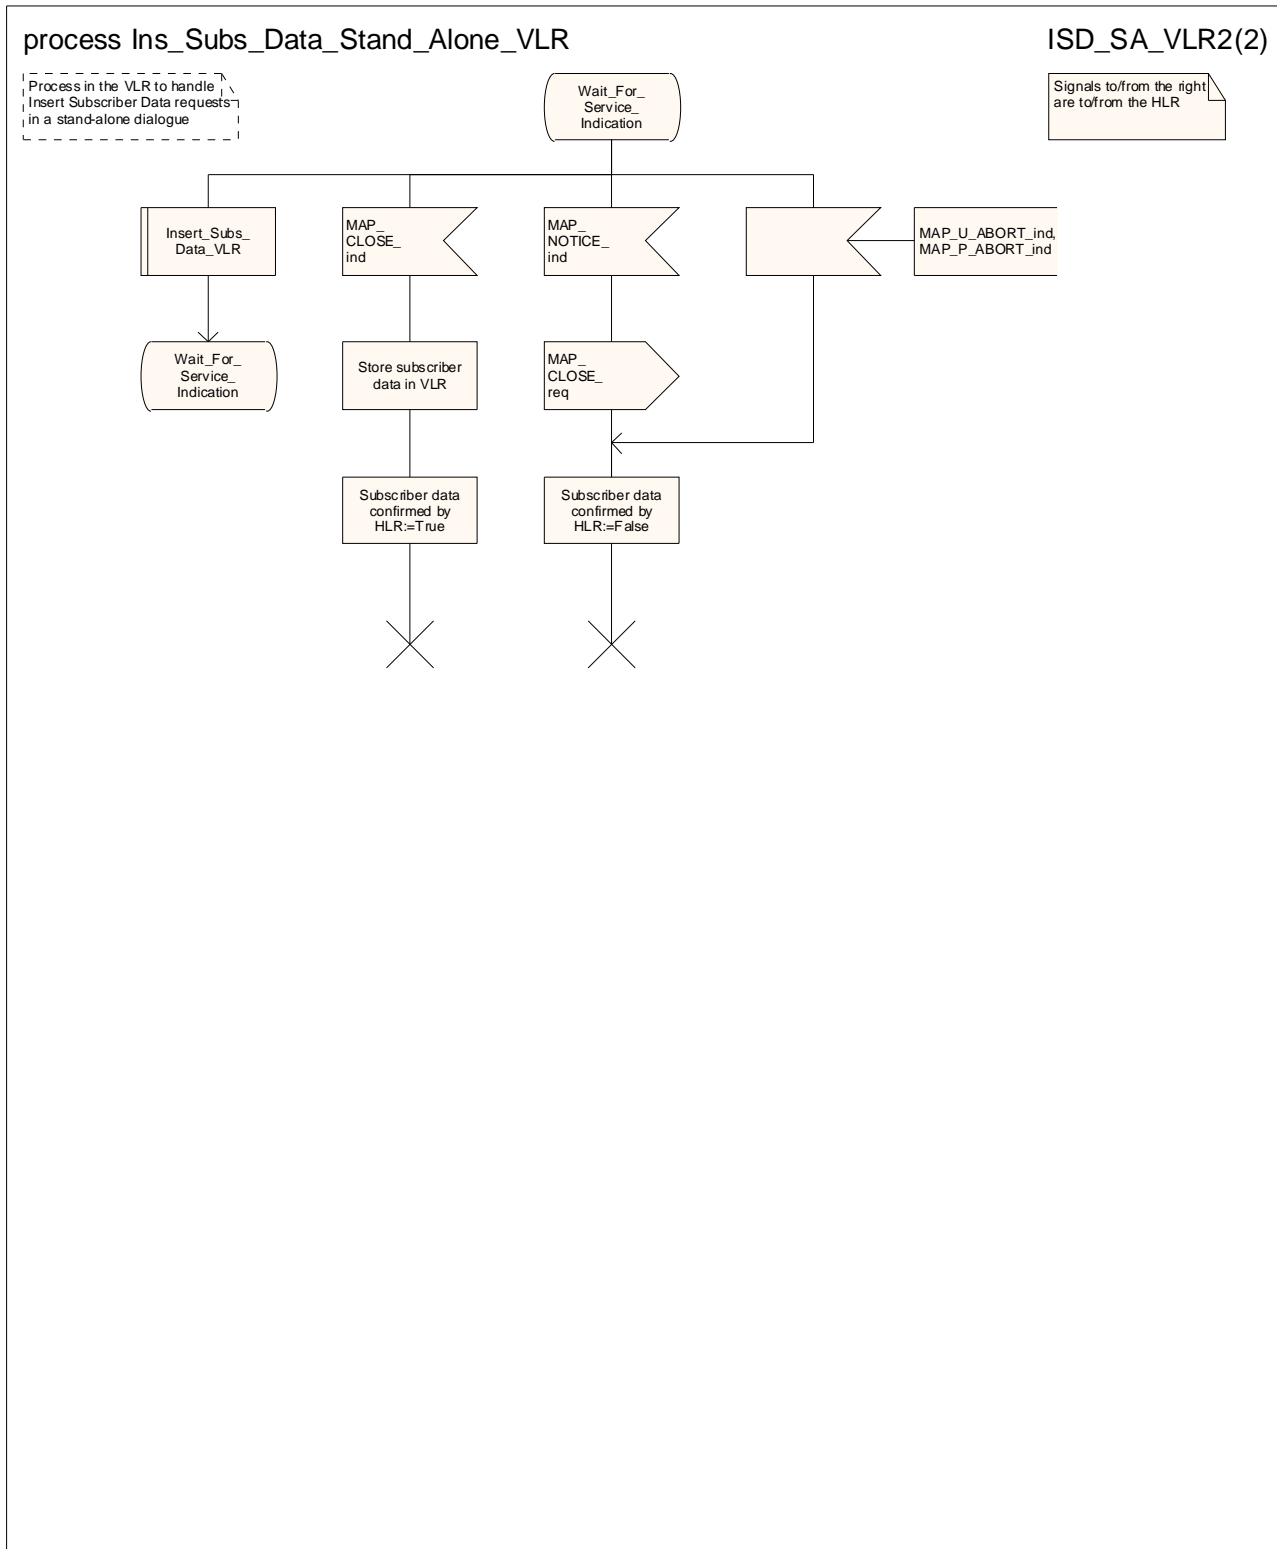 process Ins_Subs_Data_Stand_Alone_VLR
ISD_SA_VLR2(2)
Process in the VLR to handle
Insert Subscriber Data requests
in a stand-alone dialogue
Wait_For_
Service_
Indication
Signals to/from the right
are to/from the HLR
Insert_Subs_
Data_VLR
MAP_
CLOSE_
ind
MAP_
NOTICE_
ind
MAP_U_ABORT_ind,
MAP_P_ABORT_ind
Wait_For_
Service_
Indication
Store subscriber
data in VLR
MAP_
CLOSE_
req
Subscriber data
confirmed by
HLR:=True
Subscriber data
confirmed by
HLR:=False